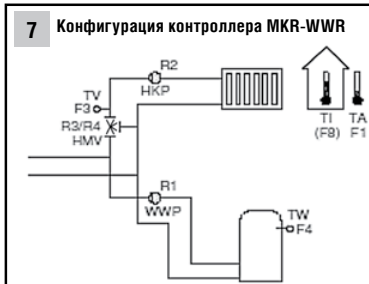 7 Конфигурация контроллера MKR-WWR
R2
HKP
TV
F3
R3/R4
HMV
TI TA
(F8) F1
R1
WWP
TW
F4